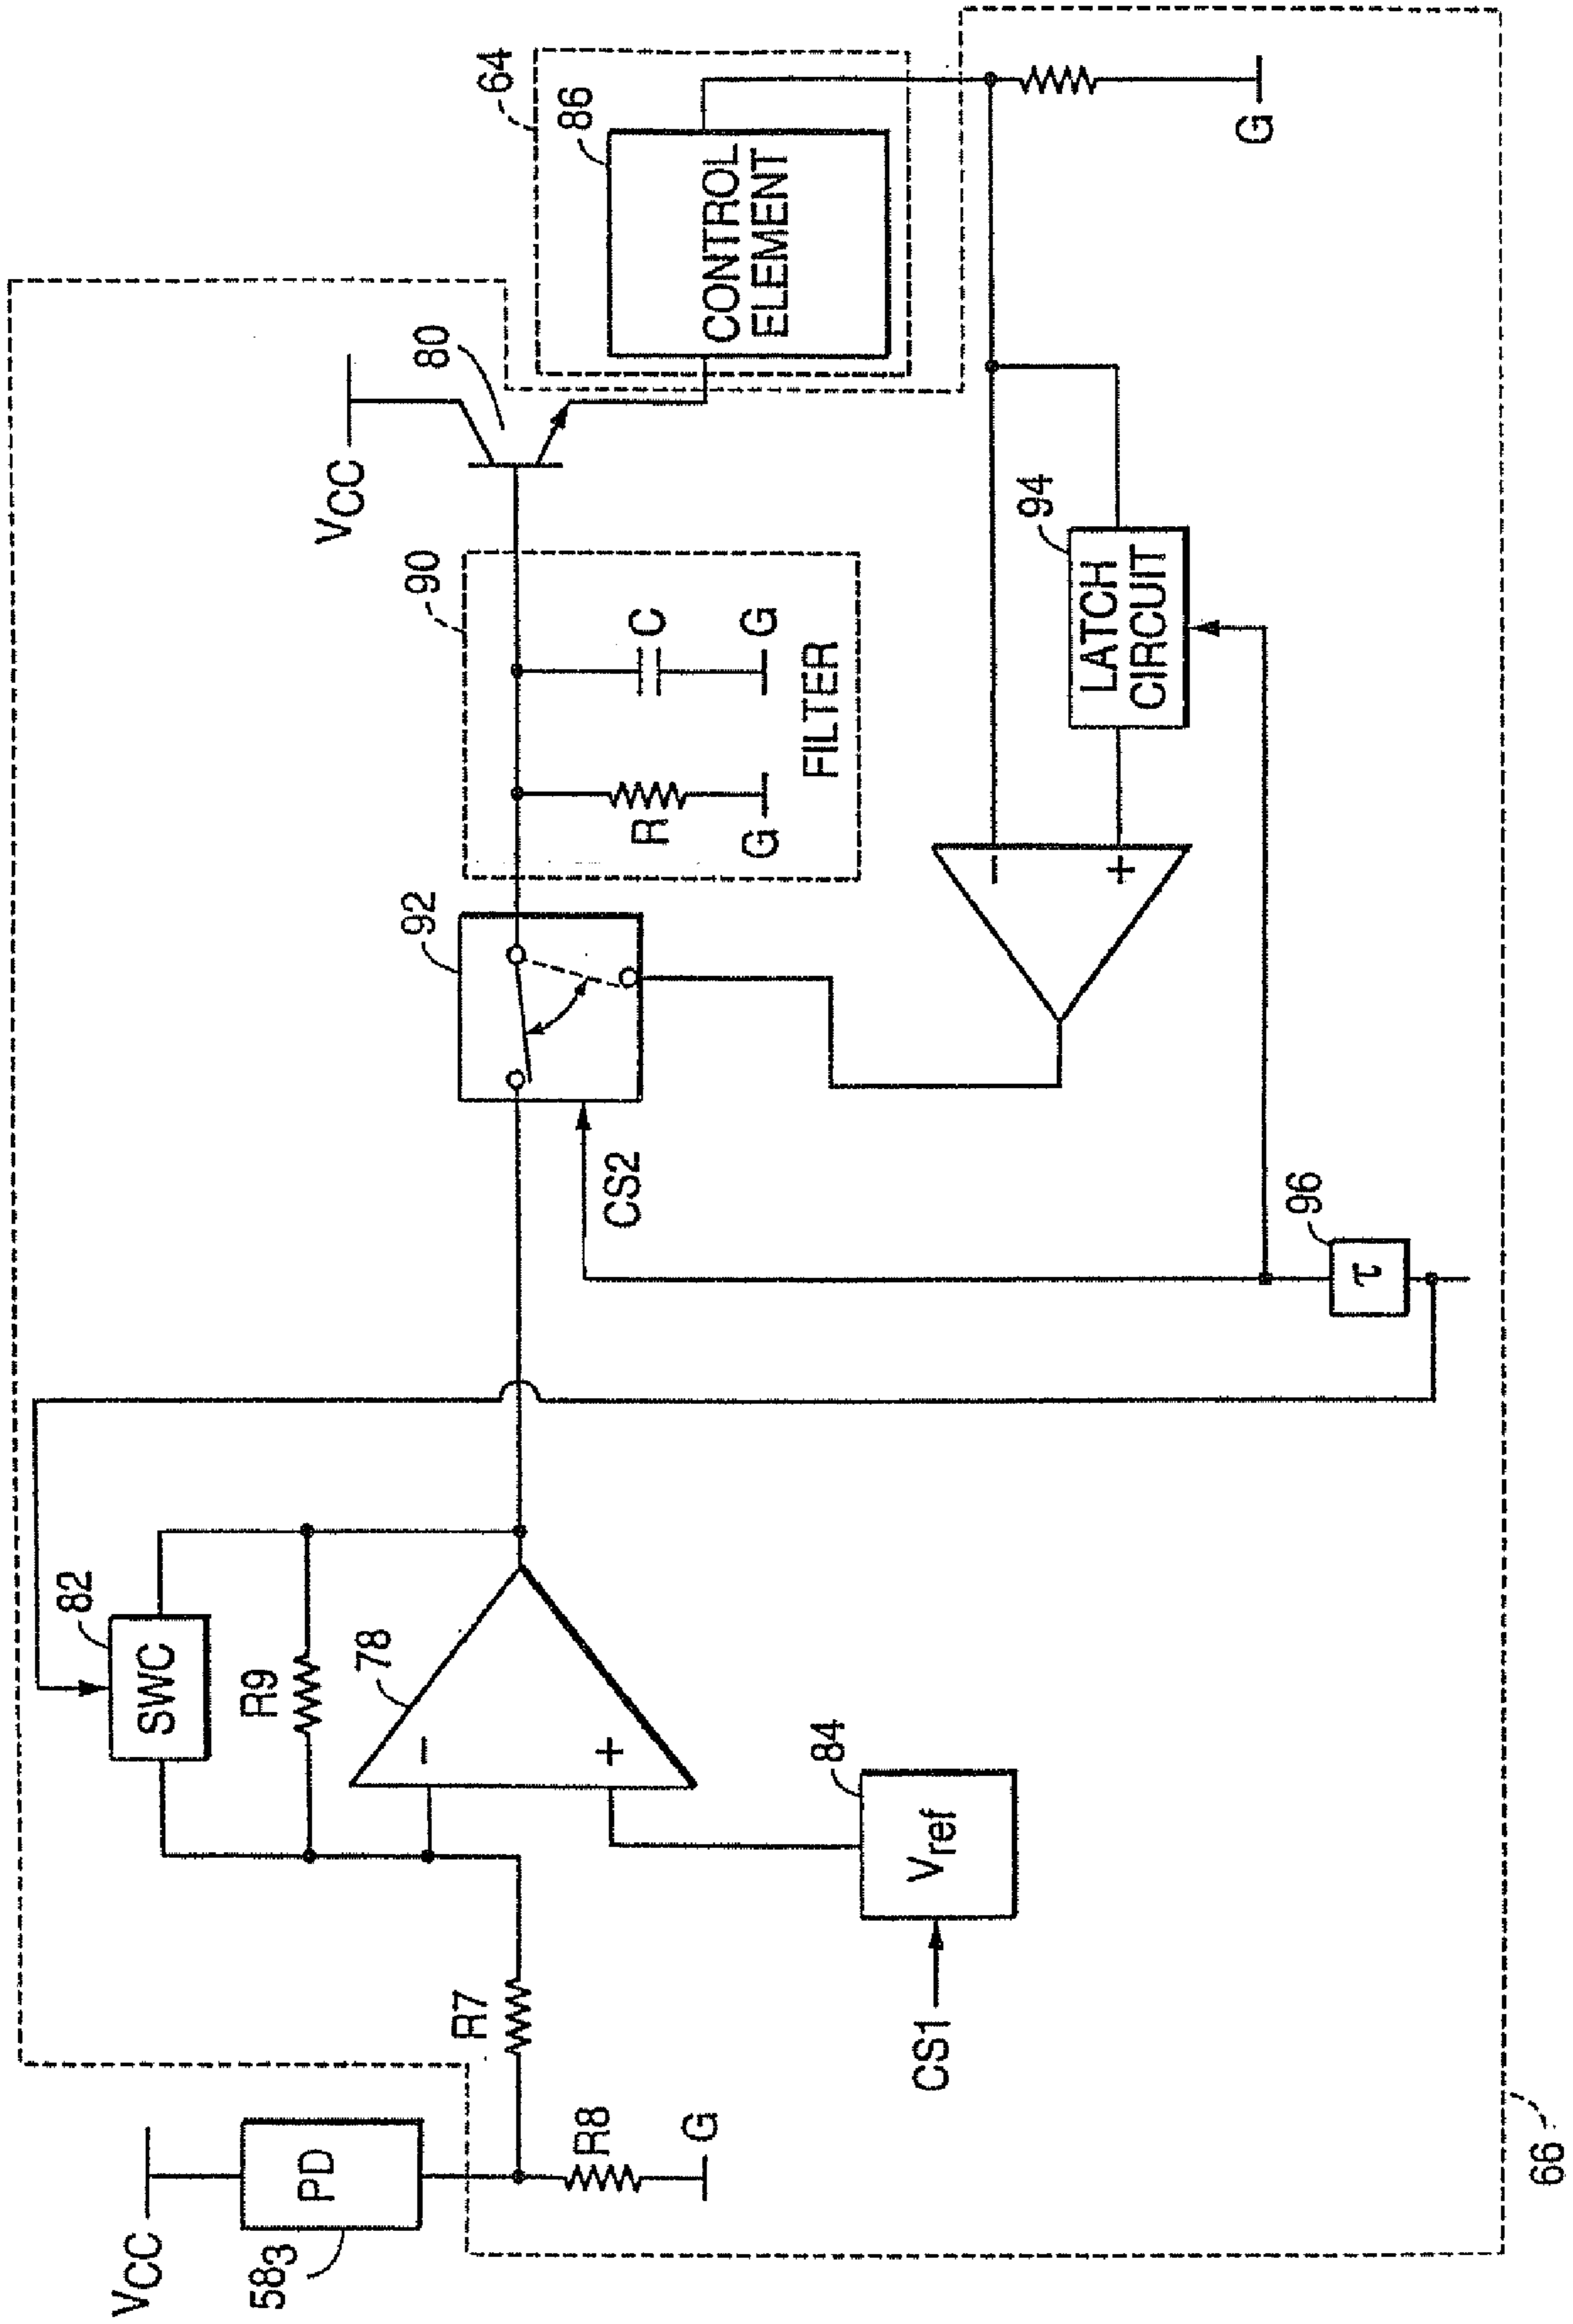 VCC
PD
58₃
R8
G
R7
82
SWC
R9
78
−
+
84
Vref
CS1
92
CS2
90
R
G
C
G
FILTER
VCC
80
64
86
CONTROL
ELEMENT
G
94
LATCH
CIRCUIT
−
+
96
τ
66